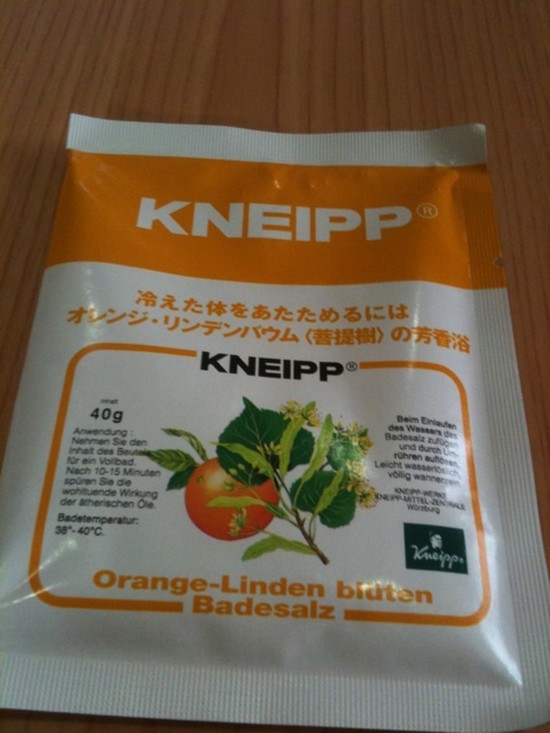 KNEIPP®
冷えた体をあたためるには
オレンジ・リンデンバウム〈菩提樹〉の芳香浴
KNEIPP®
Inhalt
40g
Anwendung :
Nehmen Sie den
Inhalt des Beutels
für ein Vollbad.
Nach 10-15 Minuten
spüren Sie die
wohltuende Wirkung
der ätherischen Öle.
Badetemperatur:
38°-40°C.
Beim Einlaufen
des Wassers das
Badesalz zufügen
und durch Um-
rühren auflösen.
Leicht wasserlöslich,
völlig wannenrein.
KNEIPP-WERKE
KNEIPP-MITTEL-ZENTRALE
Würzburg
Kneipp®
Orange-Linden blüten
Badesalz